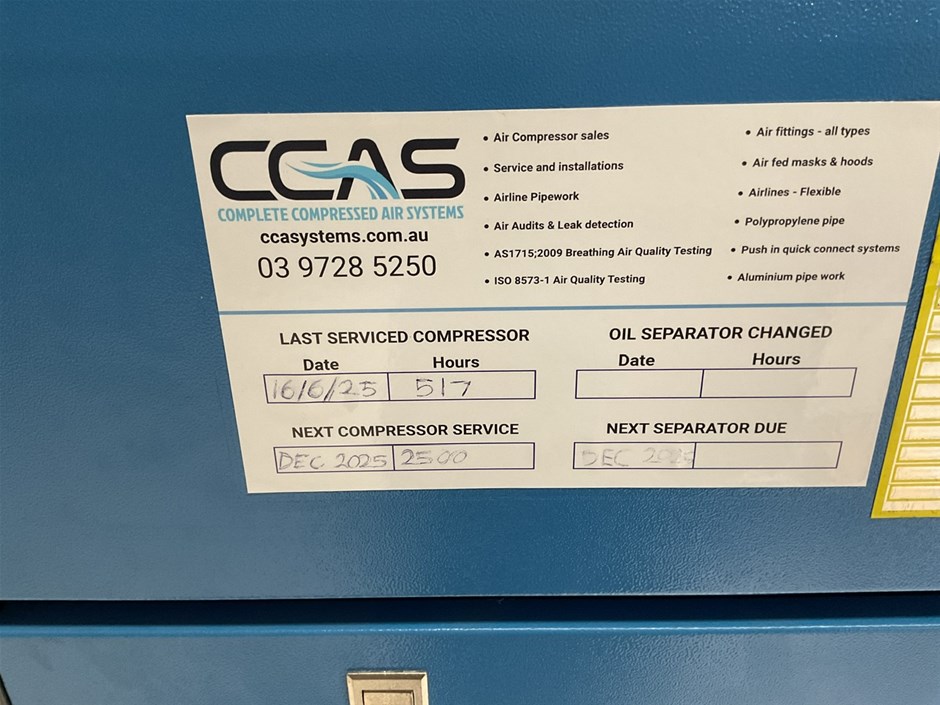 CCAS
COMPLETE COMPRESSED AIR SYSTEMS
ccasystems.com.au
03 9728 5250
• Air Compressor sales
• Service and installations
• Airline Pipework
• Air Audits & Leak detection
• AS1715;2009 Breathing Air Quality Testing
• ISO 8573-1 Air Quality Testing
• Air fittings - all types
• Air fed masks & hoods
• Airlines - Flexible
• Polypropylene pipe
• Push in quick connect systems
• Aluminium pipe work
LAST SERVICED COMPRESSOR
Date Hours
16/6/25 517
NEXT COMPRESSOR SERVICE
DEC 2025 2500
OIL SEPARATOR CHANGED
Date Hours
NEXT SEPARATOR DUE
DEC